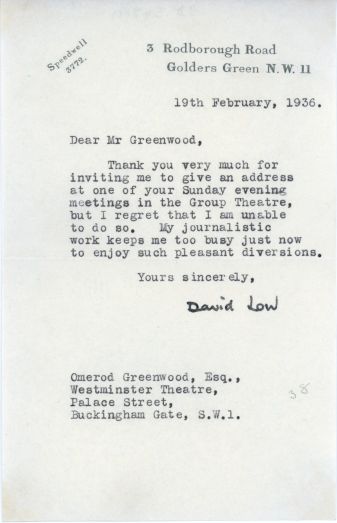 Speedwell
3772.
3 Rodborough Road
Golders Green N.W. 11
19th February, 1936.
Dear Mr Greenwood,
Thank you very much for
inviting me to give an address
at one of your Sunday evening
meetings in the Group Theatre,
but I regret that I am unable
to do so. My journalistic
work keeps me too busy just now
to enjoy such pleasant diversions.
Yours sincerely,
David Low
Omerod Greenwood, Esq.,
Westminster Theatre,
Palace Street,
Buckingham Gate, S.W.1.
38